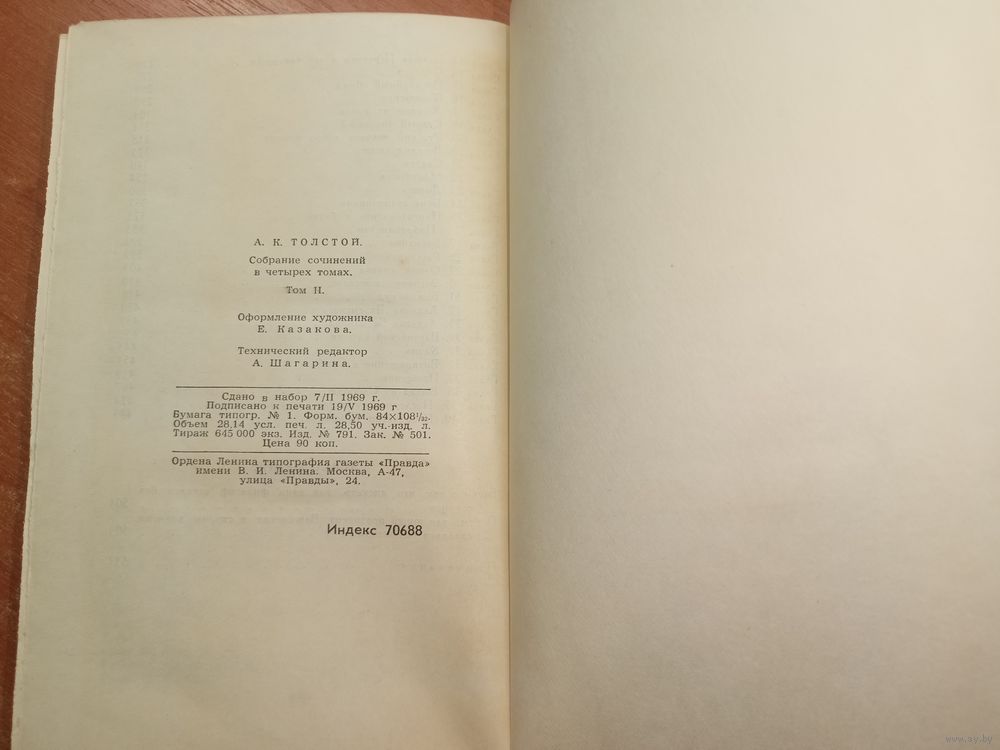 А. К. ТОЛСТОЙ.
Собрание сочинений
в четырех томах.
Том II.
Оформление художника
Е. Казакова.
Технический редактор
А. Шагарина.
Сдано в набор 7/II 1969 г.
Подписано к печати 19/V 1969 г
Бумага типогр. № 1. Форм. бум. 84×108¹/₃₂.
Объем 28,14 усл. печ. л. 28,50 уч.-изд. л.
Тираж 645 000 экз. Изд. № 791. Зак. № 501.
Цена 90 коп.
Ордена Ленина типография газеты «Правда»
имени В. И. Ленина. Москва, А-47,
улица «Правды», 24.
Индекс 70688
www.ay.by